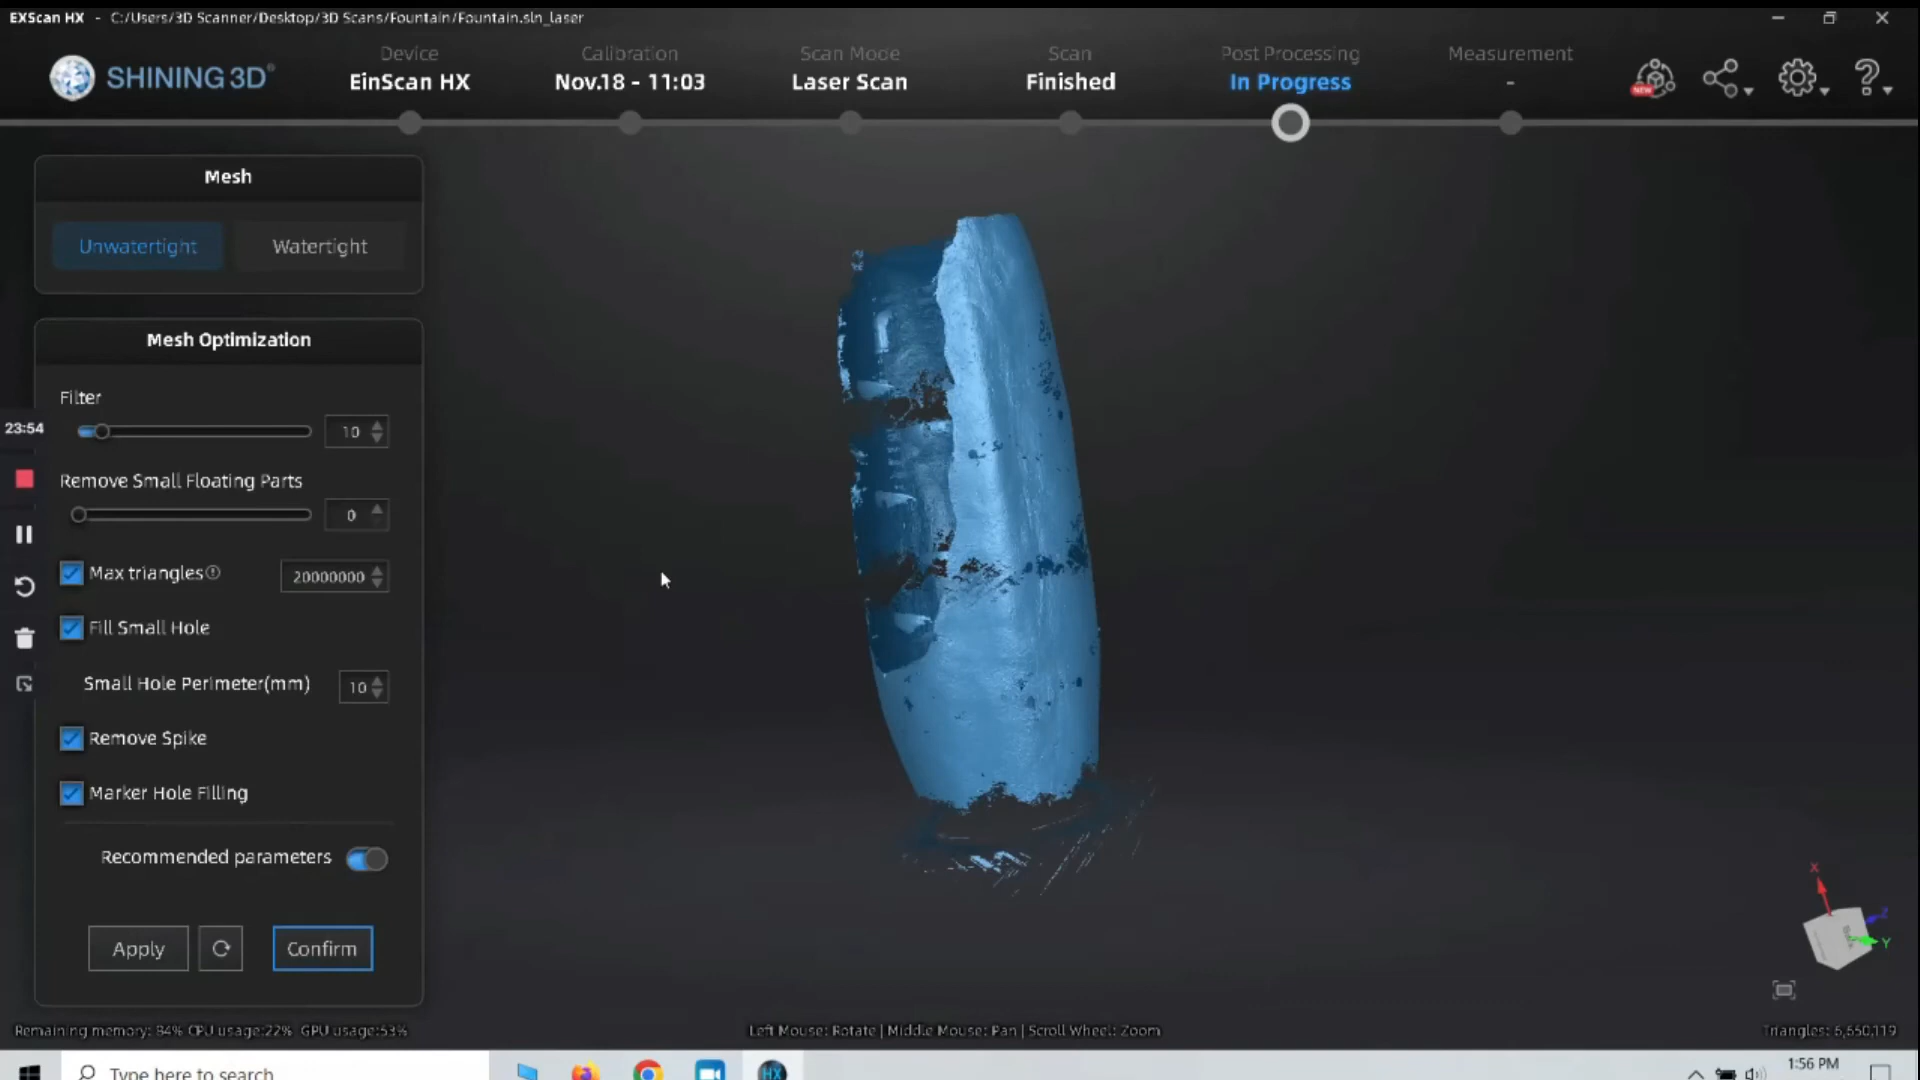 EXScan HX - C:/Users/3D Scanner/Desktop/3D Scans/Fountain/Fountain.sln_laser
SHINING 3D®
Device
EinScan HX
Calibration
Nov.18 - 11:03
Scan Mode
Laser Scan
Scan
Finished
Post Processing
In Progress
Measurement
-
NEW
?
Mesh
Unwatertight
Watertight
Mesh Optimization
Filter
10
23:54
Remove Small Floating Parts
0
Max triangles
20000000
Fill Small Hole
Small Hole Perimeter(mm)
10
Remove Spike
Marker Hole Filling
Recommended parameters
Apply
Confirm
X
Z
Y
Remaining memory: 84% CPU usage:22% GPU usage:53%
Left Mouse: Rotate | Middle Mouse: Pan | Scroll Wheel: Zoom
Triangles: 6,650,119
Type here to search
HX
1:56 PM